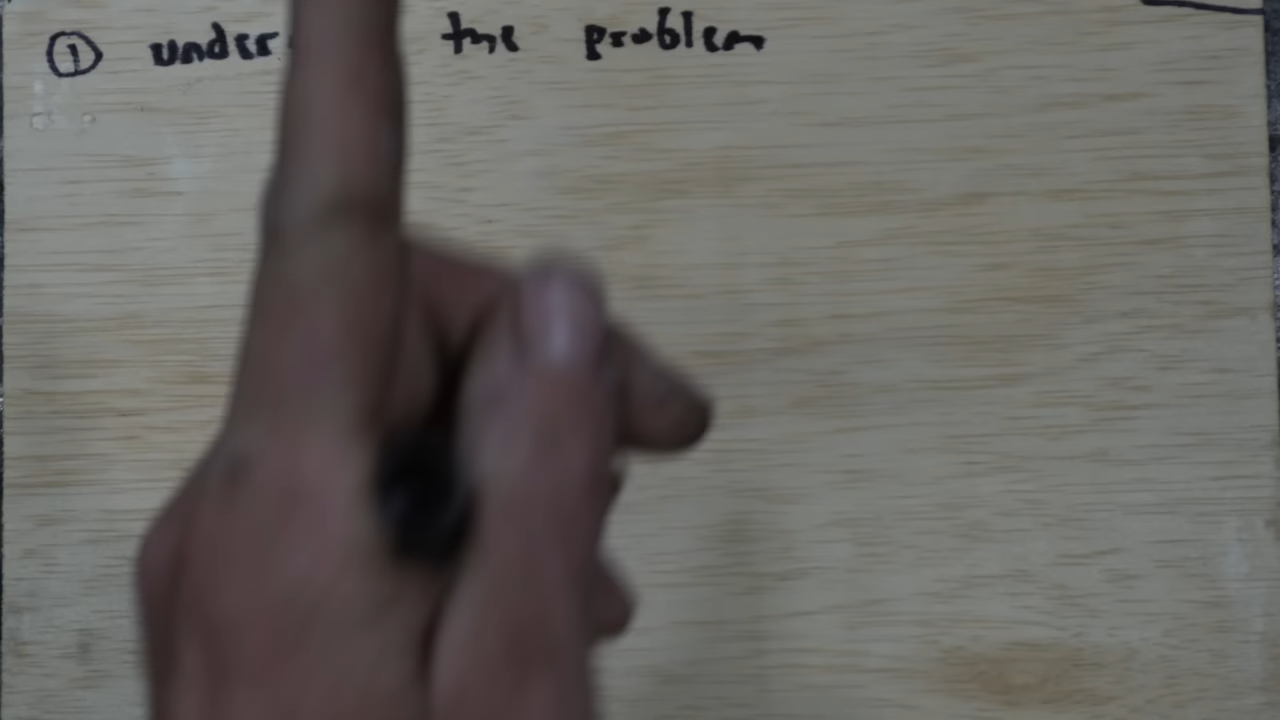 ① under the problem